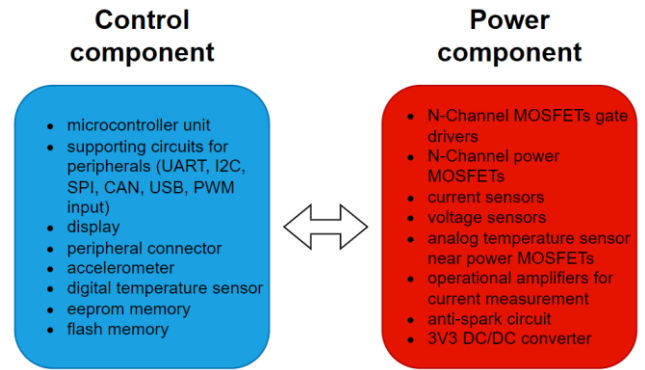 Control
component
• microcontroller unit
• supporting circuits for
peripherals (UART, I2C,
SPI, CAN, USB, PWM
input)
• display
• peripheral connector
• accelerometer
• digital temperature sensor
• eeprom memory
• flash memory
Power
component
• N-Channel MOSFETs gate
drivers
• N-Channel power
MOSFETs
• current sensors
• voltage sensors
• analog temperature sensor
near power MOSFETs
• operational amplifiers for
current measurement
• anti-spark circuit
• 3V3 DC/DC converter